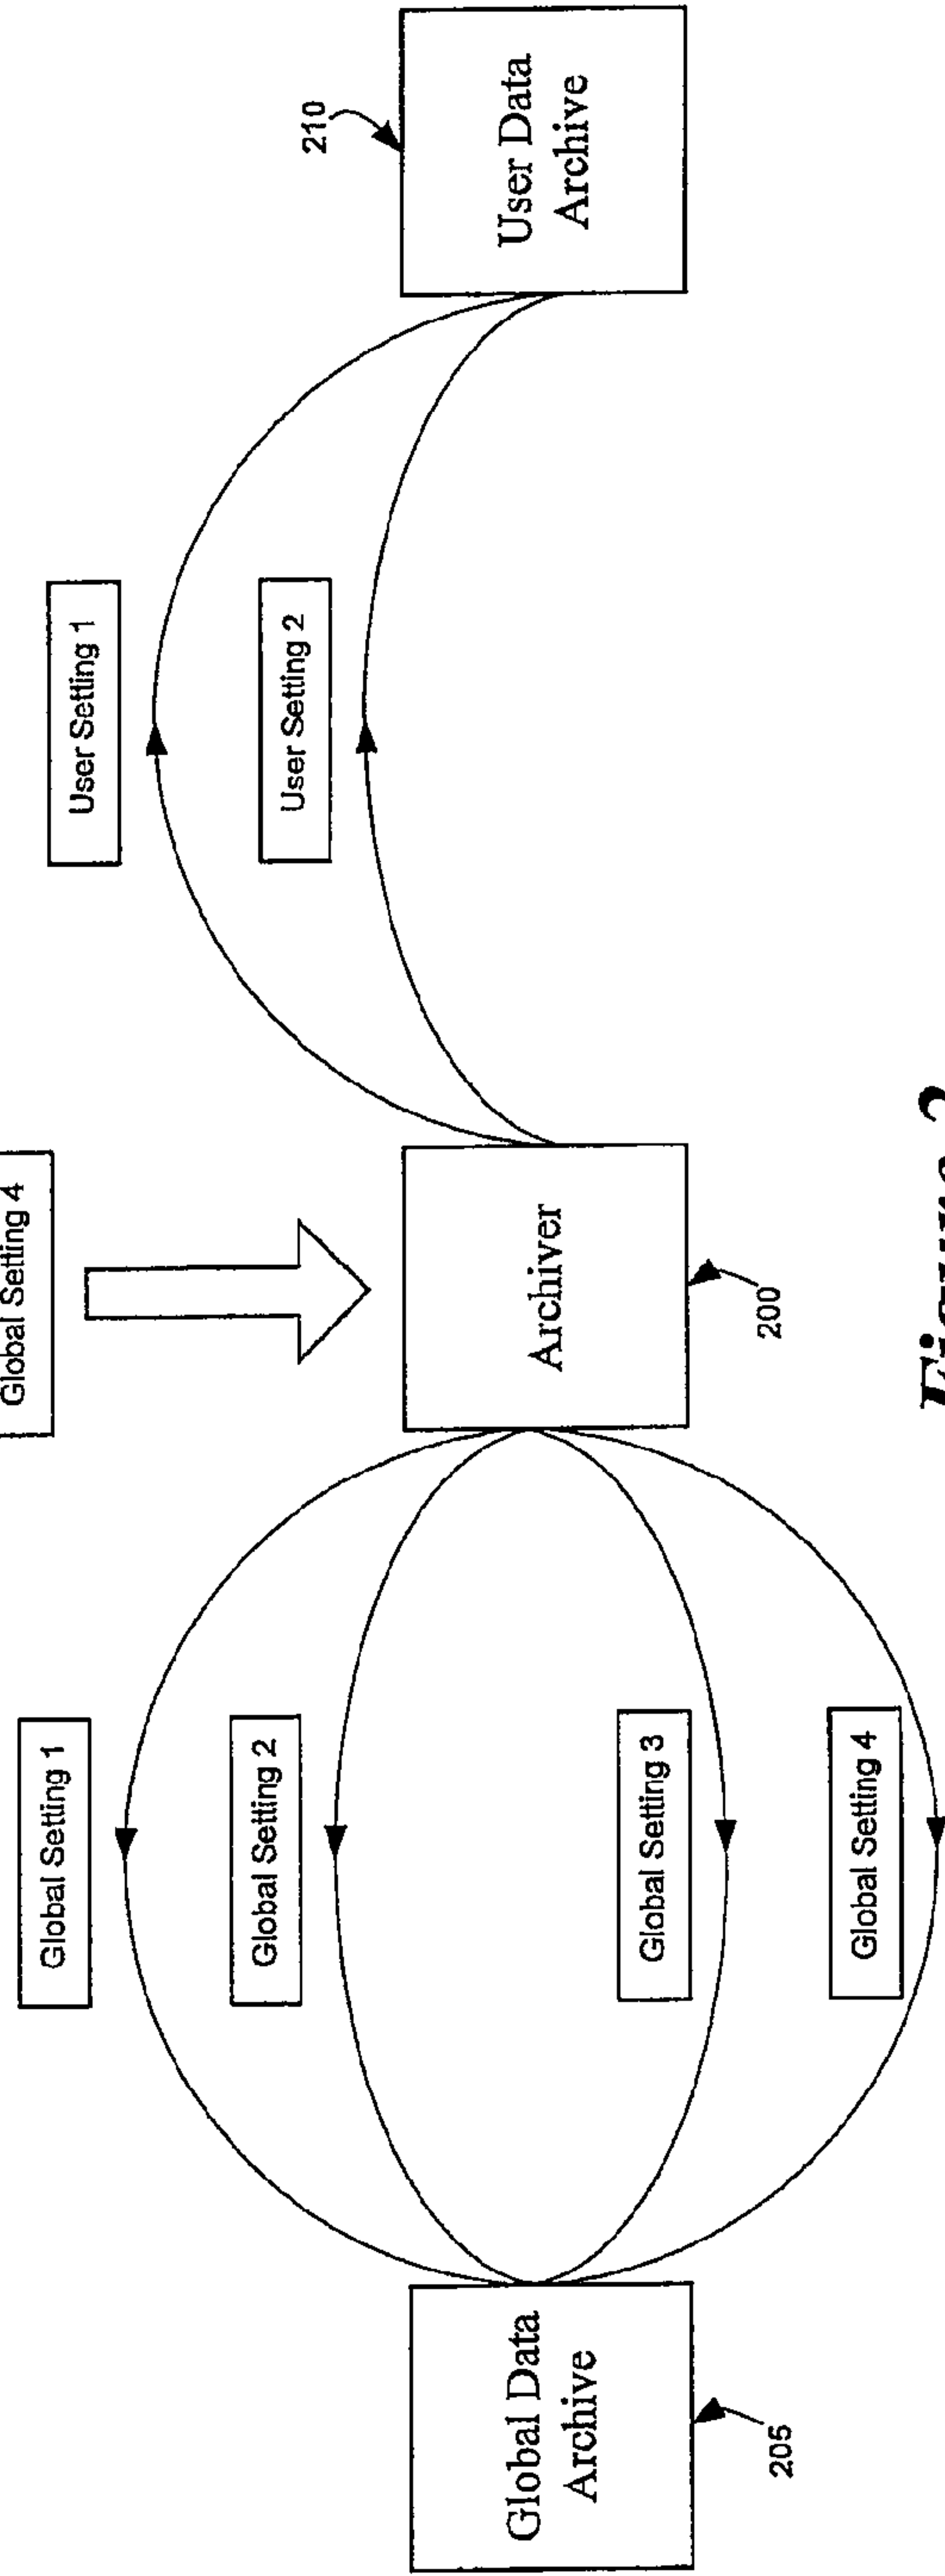 Global Setting 4
Global Setting 1
User Setting 1
Global Setting 2
User Setting 2
210
Global Data
Archive
Archiver
User Data
Archive
Global Setting 3
205
200
Global Setting 4